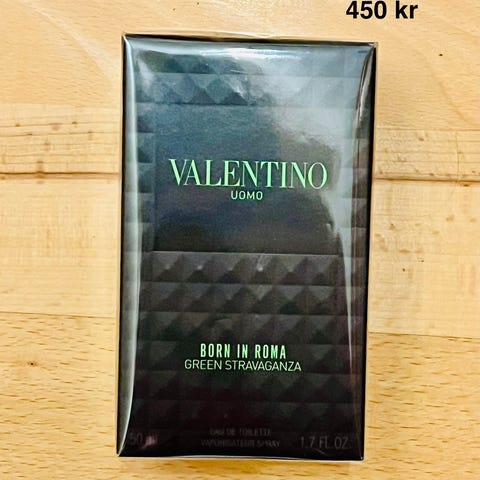 450 kr
VALENTINO
UOMO
BORN IN ROMA
GREEN STRAVAGANZA
EAU DE TOILETTE
50 ml VAPORISATEUR SPRAY 1.7 FL.OZ.